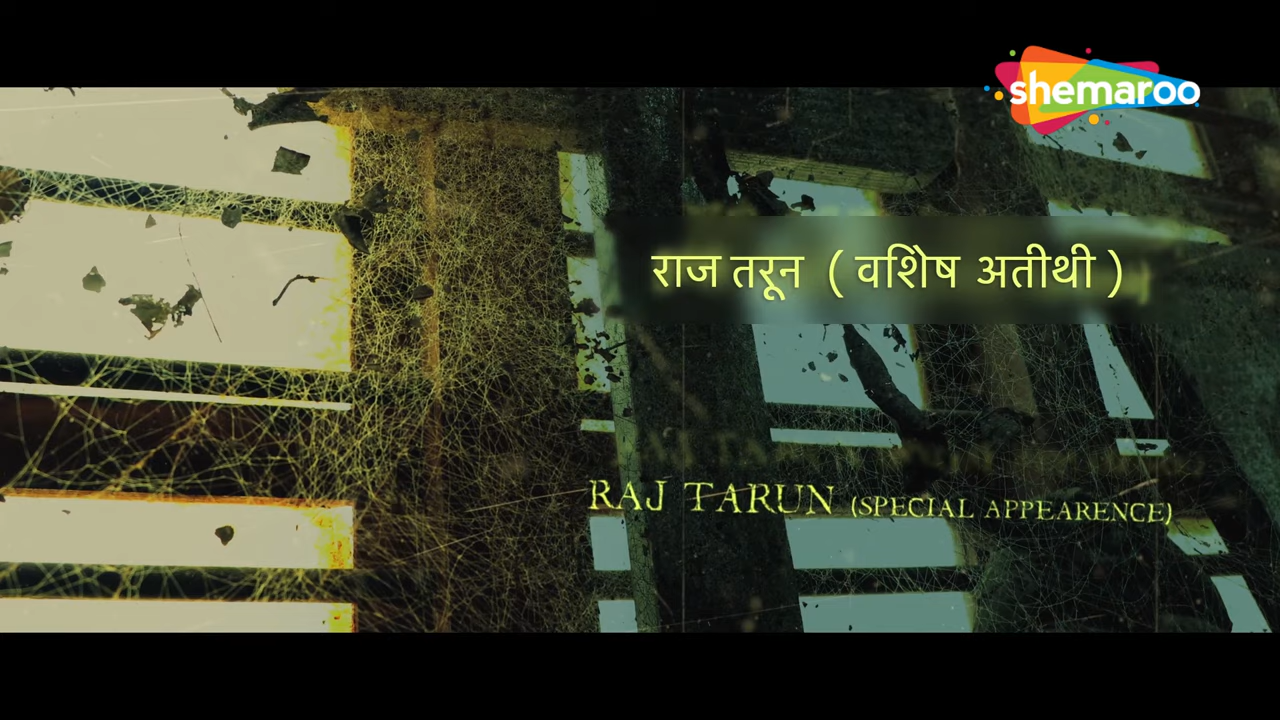 shemaroo
राज तरून ( वशिेष अतीथी )
RAJ TARUN (SPECIAL APPEARENCE)